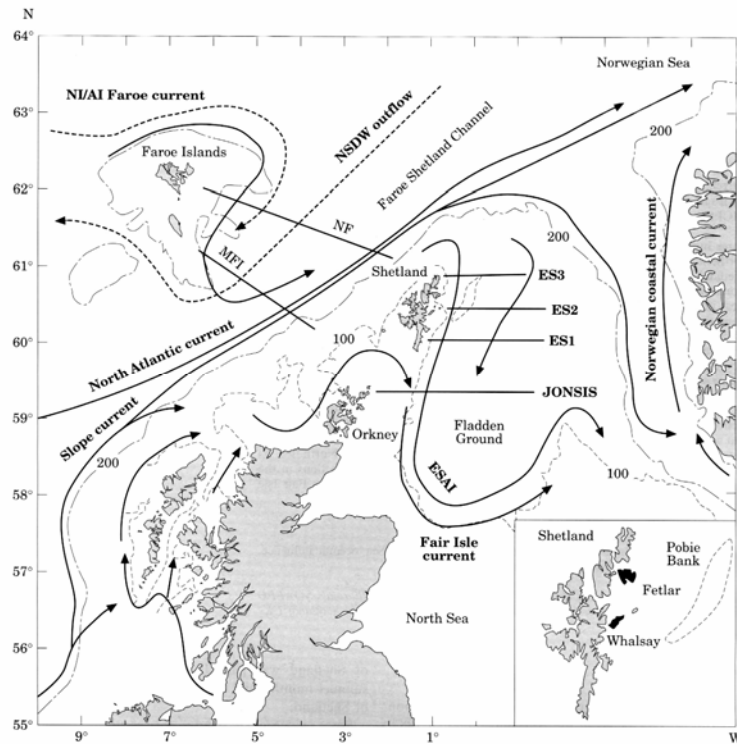 N
64°
63°
62°
61°
60°
59°
58°
57°
56°
55°
Norwegian Sea
NI/AI Faroe current
Faroe Islands
NSDW outflow
Faroe Shetland Channel
200
NF
MFI
200
Shetland
ES3
ES2
ES1
JONSIS
North Atlantic current
Slope current
100
200
Orkney
Fladden
Ground
ESAI
Fair Isle
current
North Sea
100
Norwegian coastal current
Shetland
Pobie
Bank
Fetlar
Whalsay
9°
7°
5°
3°
1°
W